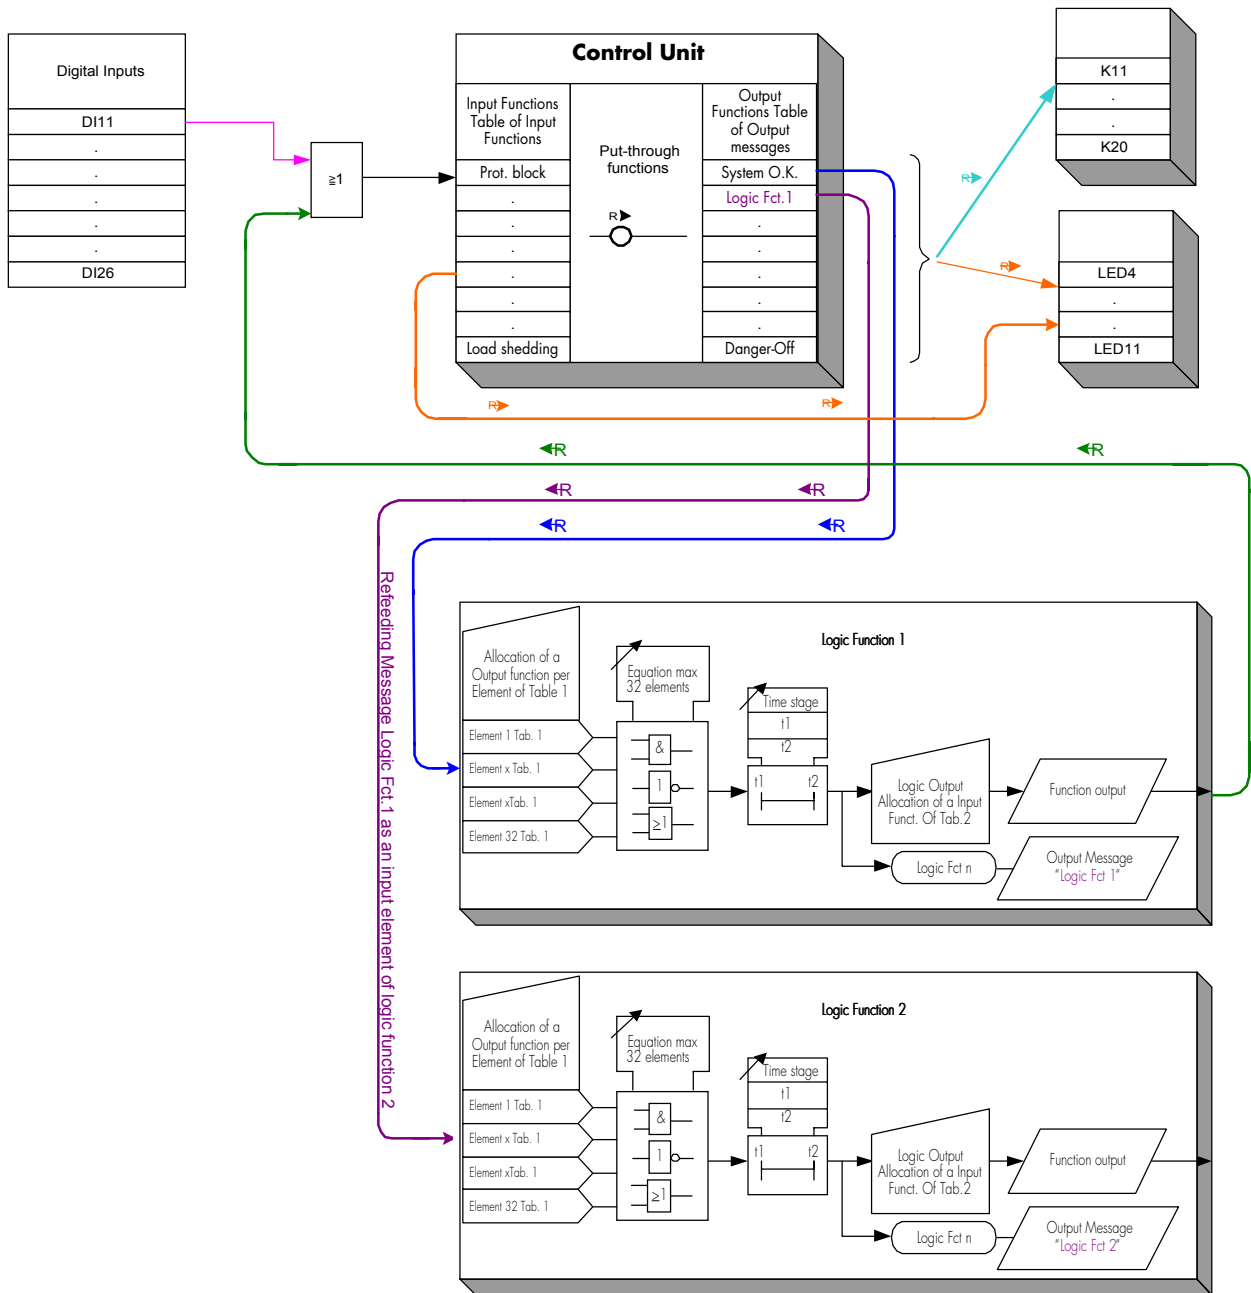 Digital Inputs
DI11
.
.
.
.
.
DI26
≧1
Control Unit
Input Functions
Table of Input
Functions
Prot. block
.
.
.
.
.
.
Load shedding
Put-through
functions
R
Output
Functions Table
of Output
messages
System O.K.
Logic Fct.1
.
.
.
.
.
Danger-Off
K11
.
.
K20
R
R
LED4
.
.
LED11
R
R
R
R
R
R
R
R
Refeeding Message Logic Fct.1 as an input element of logic function 2
Logic Function 1
Allocation of a
Output function per
Element of Table 1
Element 1 Tab. 1
Element x Tab. 1
Element xTab. 1
Element 32 Tab. 1
Equation max
32 elements
&
1
≥1
Time stage
t1
t2
t1 t2
Logic Output
Allocation of a Input
Funct. Of Tab.2
Function output
Logic Fct n
Output Message
"Logic Fct 1"
Logic Function 2
Allocation of a
Output function per
Element of Table 1
Element 1 Tab. 1
Element x Tab. 1
Element xTab. 1
Element 32 Tab. 1
Equation max
32 elements
&
1
≥1
Time stage
t1
t2
t1 t2
Logic Output
Allocation of a Input
Funct. Of Tab.2
Function output
Logic Fct n
Output Message
"Logic Fct 2"